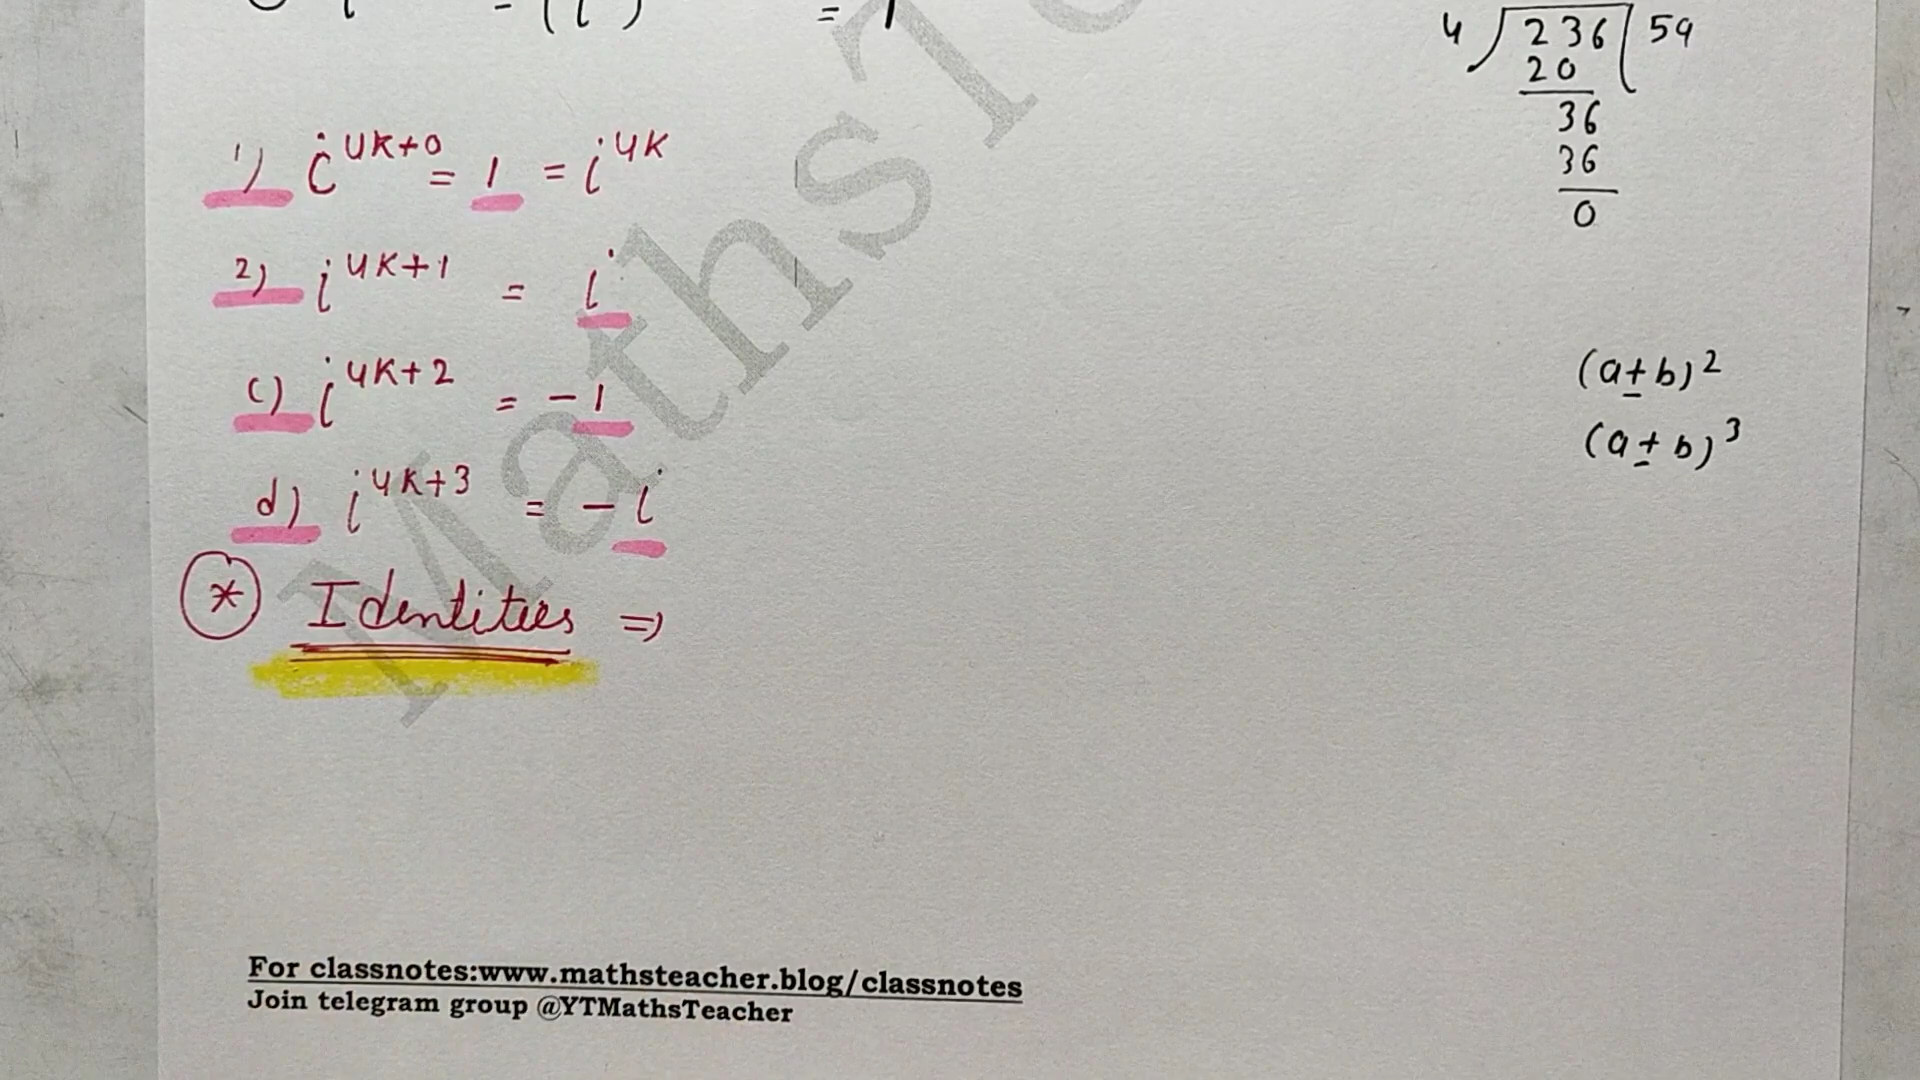 1) i^4K+0 = 1 = i^4K
2) i^4K+1 = i
c) i^4K+2 = -1
d) i^4K+3 = -i
* Identities ⇒
4 ) 236 ( 59
20
36
36
0
(a ± b)^2
(a ± b)^3
For classnotes:www.mathsteacher.blog/classnotes
Join telegram group @YTMathsTeacher